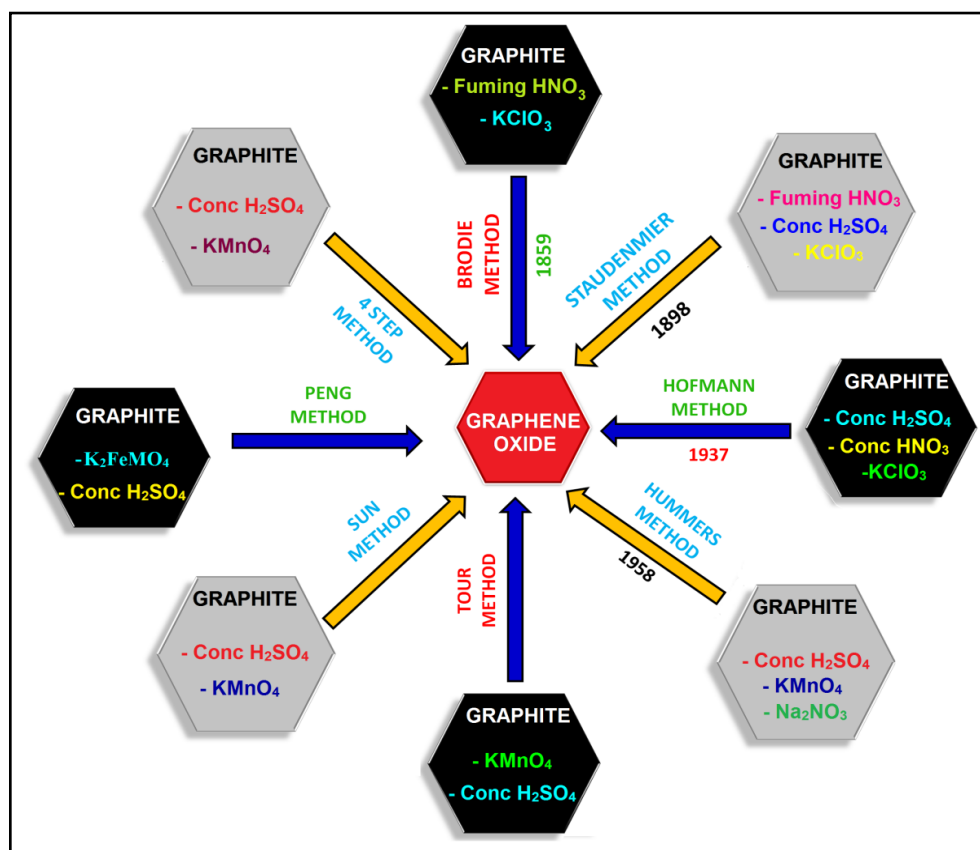 GRAPHITE
- Fuming HNO₃
- KClO₃
BRODIE
METHOD
1859
GRAPHITE
- Fuming HNO₃
- Conc H₂SO₄
- KClO₃
STAUDENMIER
METHOD
1898
GRAPHITE
- Conc H₂SO₄
- Conc HNO₃
-KClO₃
HOFMANN
METHOD
1937
GRAPHITE
- Conc H₂SO₄
- KMnO₄
- Na₂NO₃
HUMMERS
METHOD
1958
GRAPHITE
- KMnO₄
- Conc H₂SO₄
TOUR
METHOD
GRAPHITE
- Conc H₂SO₄
- KMnO₄
SUN
METHOD
GRAPHITE
-K₂FeMO₄
- Conc H₂SO₄
PENG
METHOD
GRAPHITE
- Conc H₂SO₄
- KMnO₄
4 STEP
METHOD
GRAPHENE
OXIDE